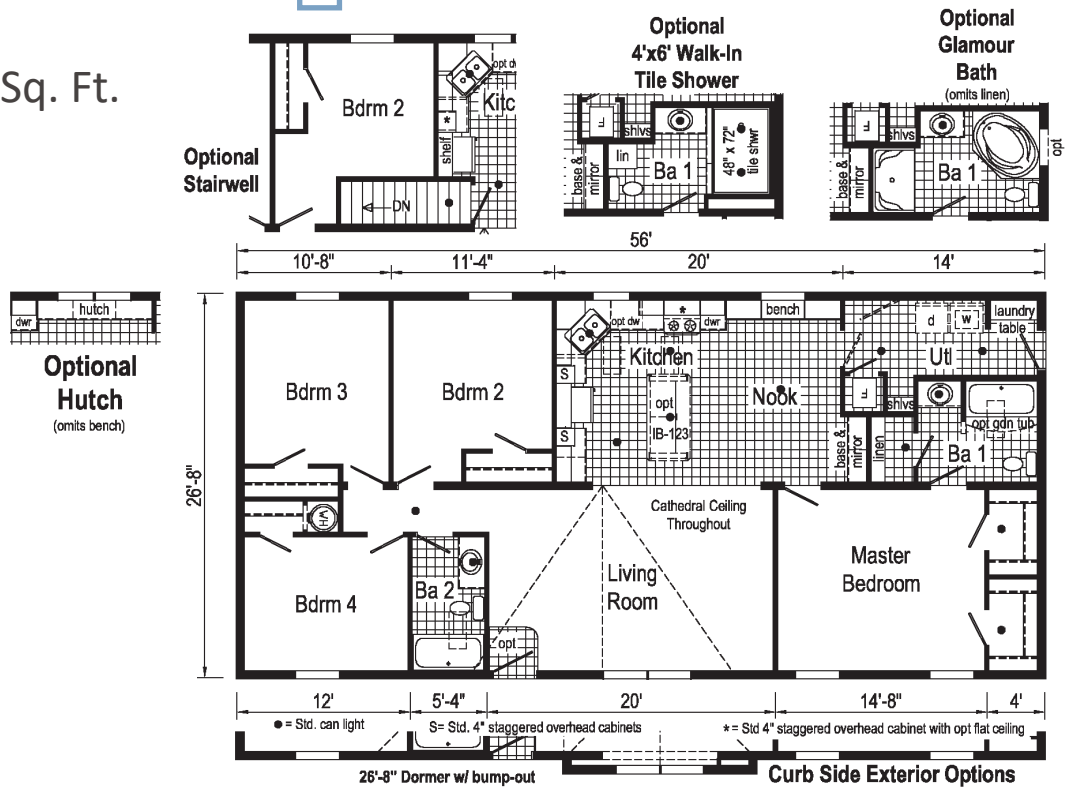 Sq. Ft.
Optional
Stairwell
Bdrm 2
opt dw
Kitc
*
shelf
DN
Optional
4'x6' Walk-In
Tile Shower
shlvs
lin
base &
mirror
Ba 1
48" x 72"
tile shwr
Optional
Glamour
Bath
(omits linen)
shlvs
base &
mirror
Ba 1
opt
56'
10'-8"
11'-4"
20'
14'
hutch
dwr
Optional
Hutch
(omits bench)
26'-8"
Bdrm 3
Bdrm 2
opt dw
*
dwr
bench
d
w
laundry
table
Kitchen
Utl
S
opt
IB-123
Nook
F
shlvs
S
base &
mirror
linen
opt gdn tub
Ba 1
WH
Cathedral Ceiling
Throughout
Bdrm 4
Ba 2
Living
Room
Master
Bedroom
opt
12'
5'-4"
20'
14'-8"
4'
= Std. can light
S= Std. 4" staggered overhead cabinets
* = Std 4" staggered overhead cabinet with opt flat ceiling
26'-8" Dormer w/ bump-out
Curb Side Exterior Options